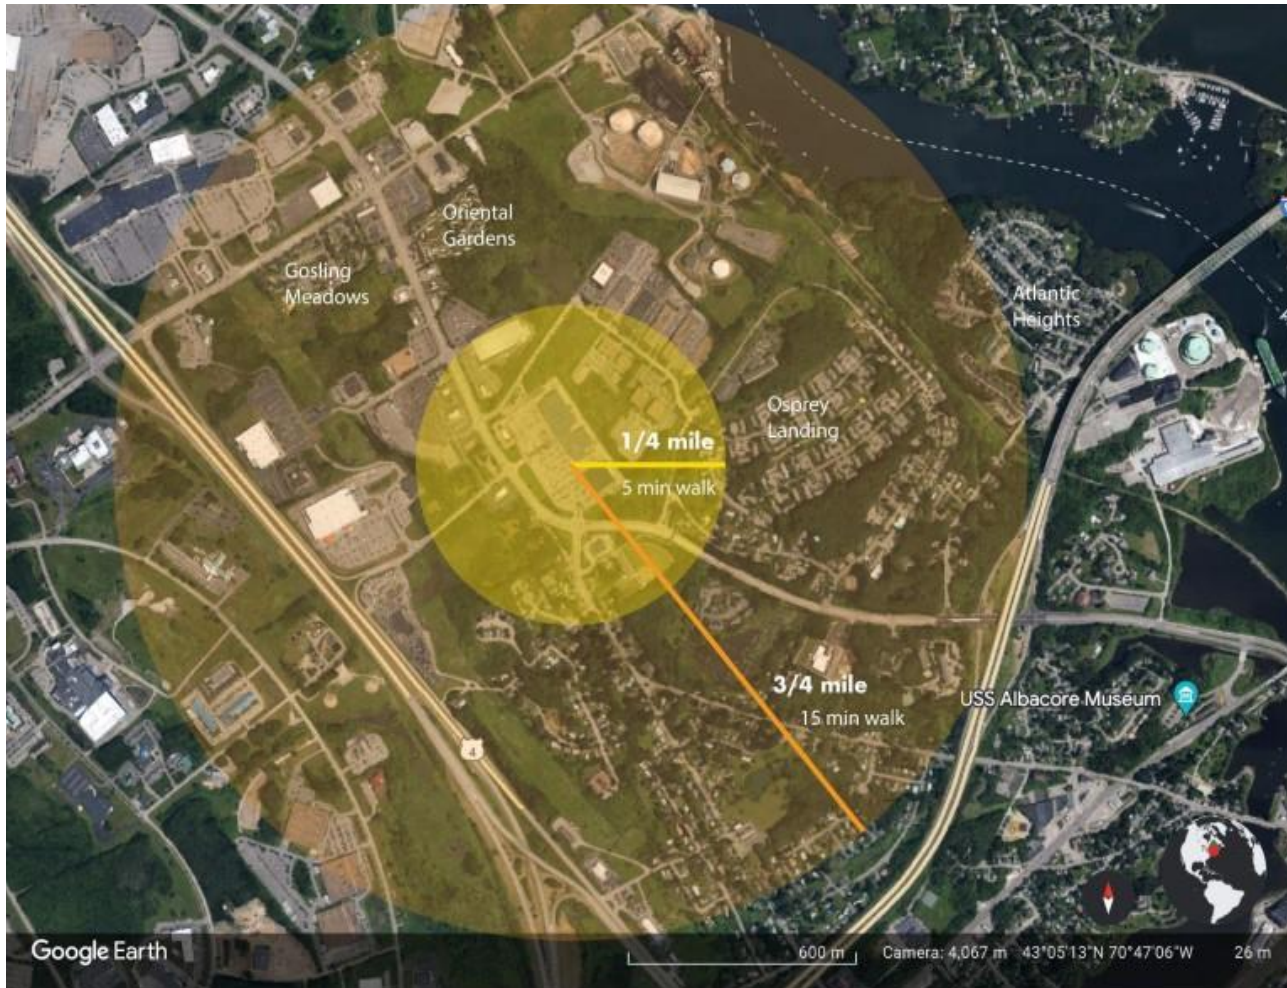 Oriental
Gardens
Gosling
Meadows
Atlantic
Heights
Osprey
Landing
1/4 mile
5 min walk
3/4 mile
15 min walk
USS Albacore Museum
4
Google Earth
600 m
Camera: 4,067 m 43°05'13"N 70°47'06"W
26 m